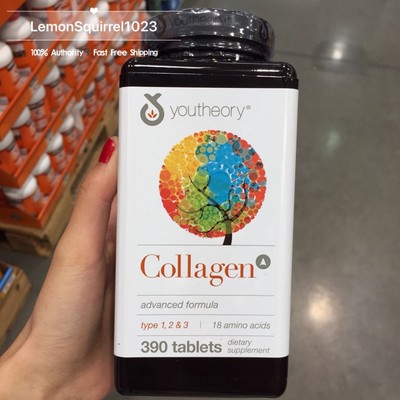 LemonSquirrel1023
100% Authority Fast Free Shipping
youtheory®
Collagen
advanced formula
type 1, 2 & 3 | 18 amino acids
390 tablets dietary
supplement